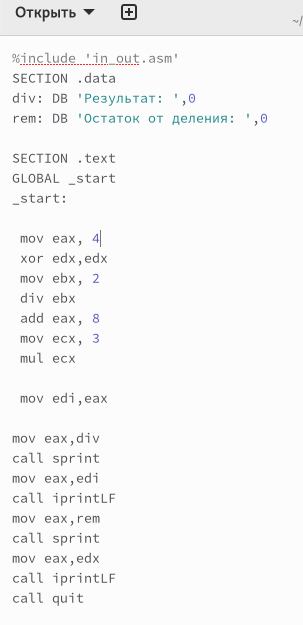 Открыть
~/
%include 'in_out.asm'
SECTION .data
div: DB 'Результат: ',0
rem: DB 'Остаток от деления: ',0
SECTION .text
GLOBAL _start
_start:
mov eax, 4
xor edx,edx
mov ebx, 2
div ebx
add eax, 8
mov ecx, 3
mul ecx
mov edi,eax
mov eax,div
call sprint
mov eax,edi
call iprintLF
mov eax,rem
call sprint
mov eax,edx
call iprintLF
call quit